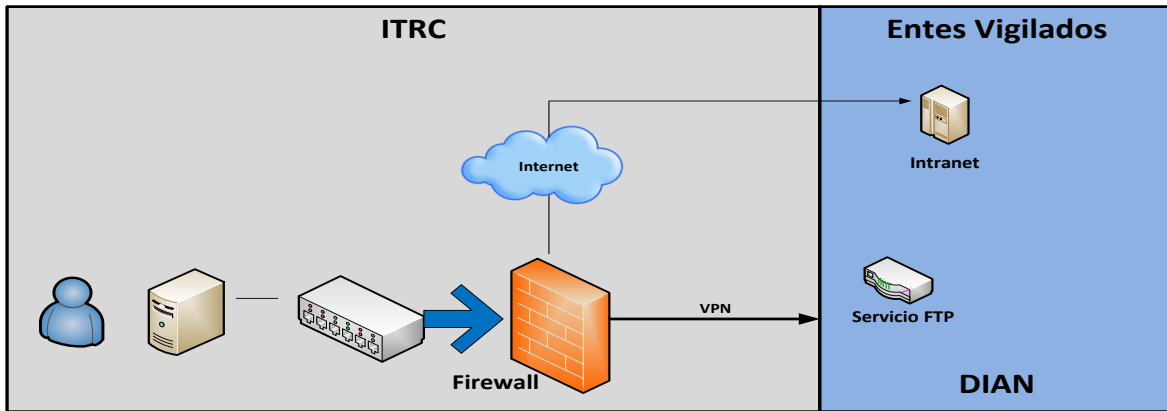 ITRC
Entes Vigilados
Internet
Intranet
VPN
Servicio FTP
Firewall
DIAN